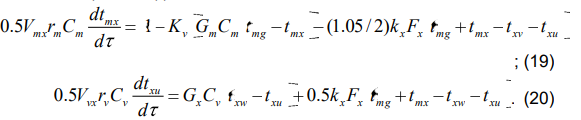 0.5V_{mx}r_{m}C_{m} \frac{dt_{mx}}{dτ} = 1 - K_{v} G_{m}C_{m} t_{mg} - t_{mx} - (1.05/2)k_{x}F_{x} t_{mg} + t_{mx} - t_{xv} - t_{xu}
; (19)
0.5V_{vx}r_{v}C_{v} \frac{dt_{xu}}{dτ} = G_{x}C_{v} t_{xw} - t_{xu} + 0.5k_{x}F_{x} t_{mg} + t_{mx} - t_{xw} - t_{xu} . (20)